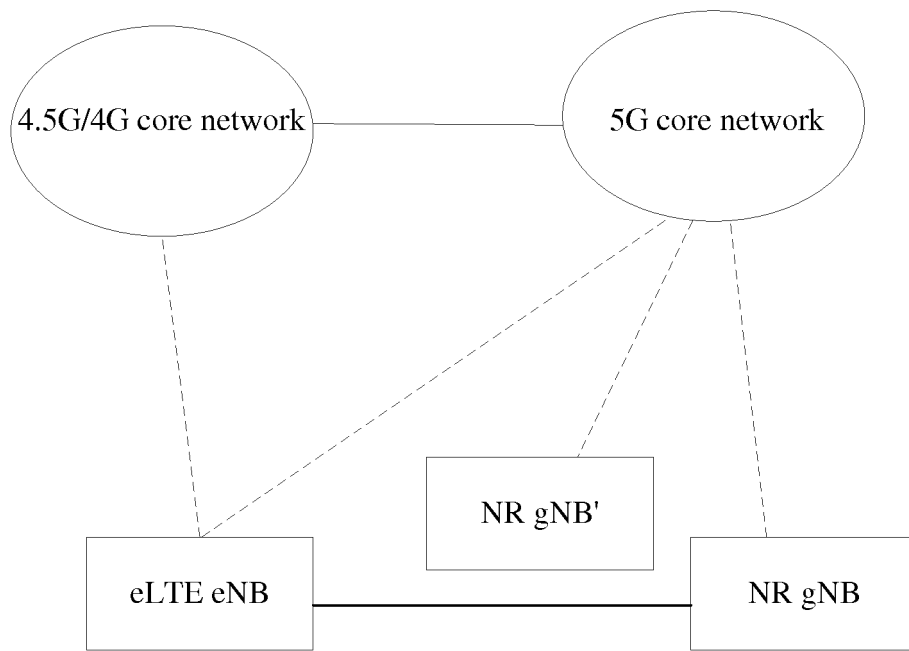 4.5G/4G core network
5G core network
NR gNB'
eLTE eNB
NR gNB